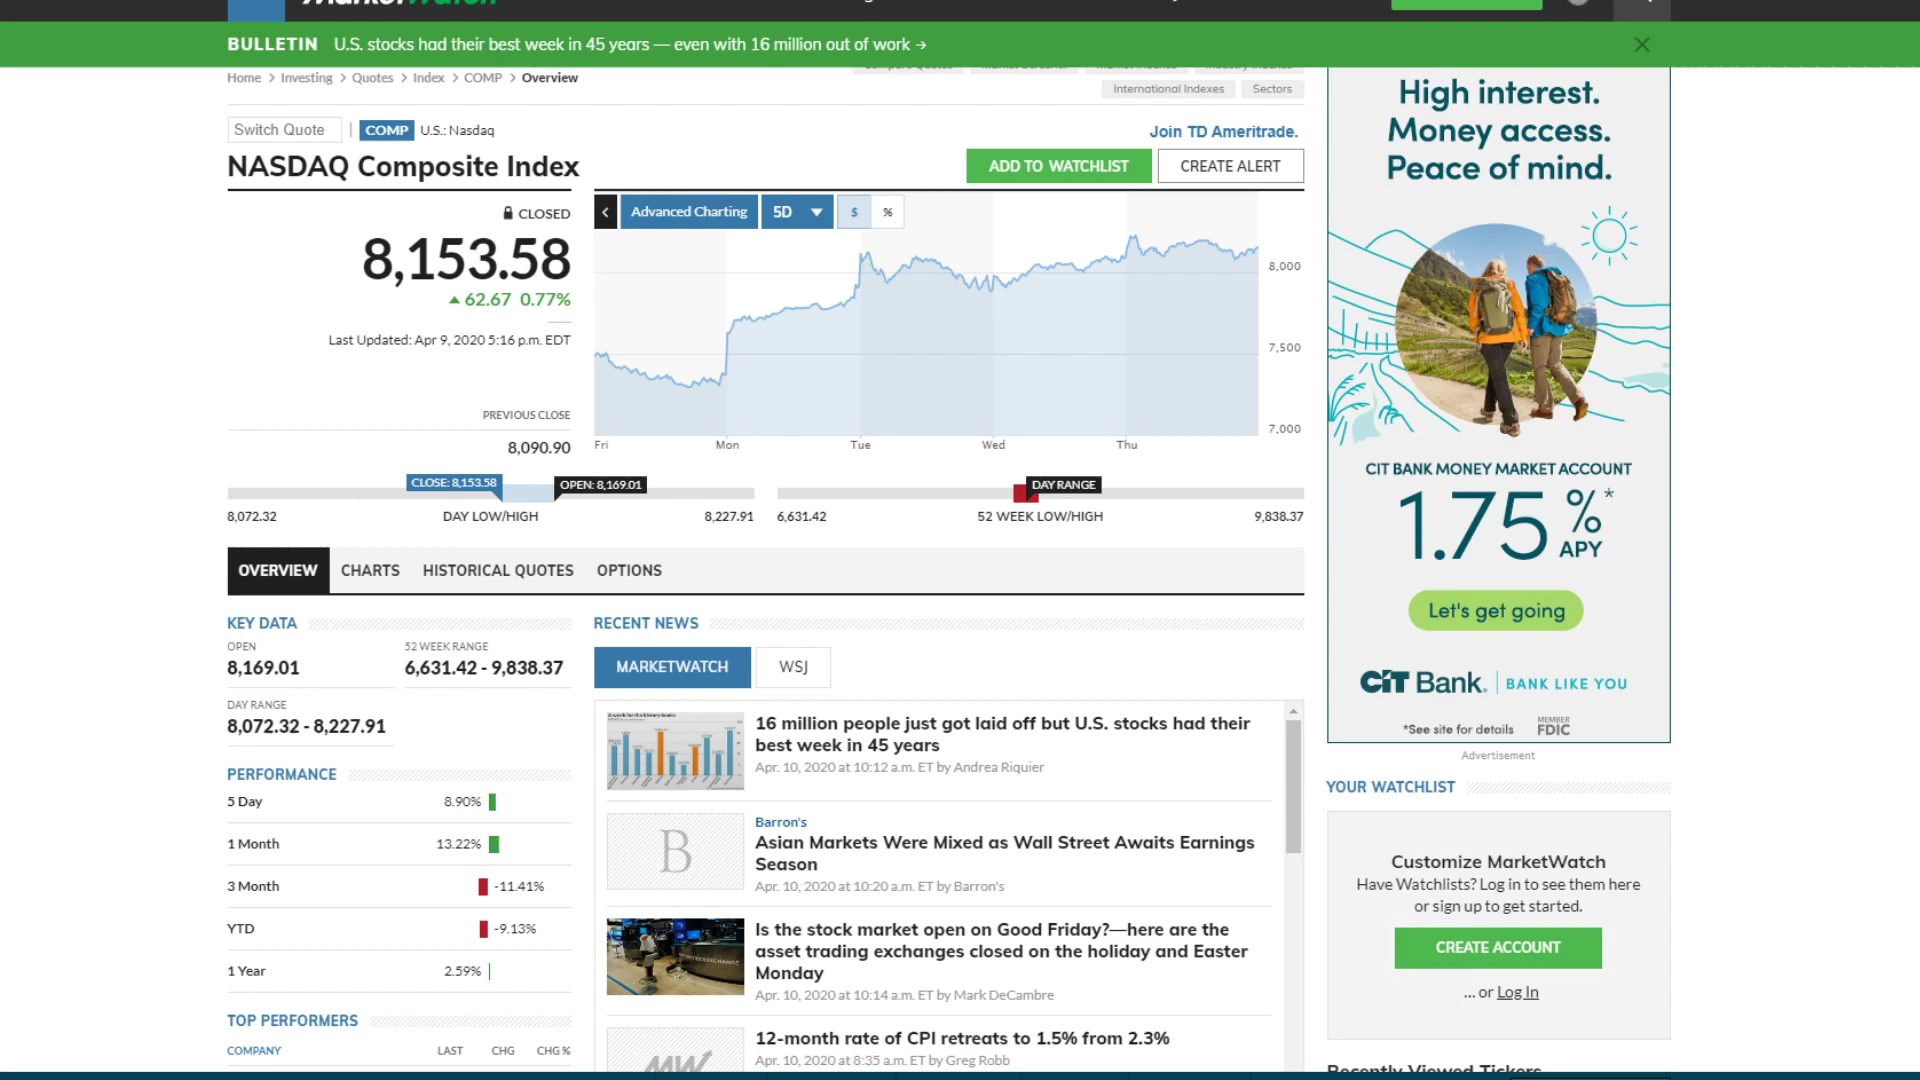 BULLETIN U.S. stocks had their best week in 45 years — even with 16 million out of work →
Home > Investing > Quotes > Index > COMP > Overview
International Indexes Sectors
Switch Quote | COMP U.S.: Nasdaq
Join TD Ameritrade.
NASDAQ Composite Index
ADD TO WATCHLIST CREATE ALERT
CLOSED
8,153.58
62.67 0.77%
Last Updated: Apr 9, 2020 5:16 p.m. EDT
PREVIOUS CLOSE
8,090.90
Advanced Charting 5D $ %
8,000
7,500
7,000
Fri Mon Tue Wed Thu
CLOSE: 8,153.58 OPEN: 8,169.01
8,072.32 DAY LOW/HIGH 8,227.91
DAY RANGE
6,631.42 52 WEEK LOW/HIGH 9,838.37
OVERVIEW CHARTS HISTORICAL QUOTES OPTIONS
KEY DATA
OPEN 52 WEEK RANGE
8,169.01 6,631.42 - 9,838.37
DAY RANGE
8,072.32 - 8,227.91
PERFORMANCE
5 Day 8.90%
1 Month 13.22%
3 Month -11.41%
YTD -9.13%
1 Year 2.59%
TOP PERFORMERS
COMPANY LAST CHG CHG %
RECENT NEWS
MARKETWATCH WSJ
16 million people just got laid off but U.S. stocks had their
best week in 45 years
Apr. 10, 2020 at 10:12 a.m. ET by Andrea Riquier
B
Barron's
Asian Markets Were Mixed as Wall Street Awaits Earnings
Season
Apr. 10, 2020 at 10:20 a.m. ET by Barron's
Is the stock market open on Good Friday?—here are the
asset trading exchanges closed on the holiday and Easter
Monday
Apr. 10, 2020 at 10:14 a.m. ET by Mark DeCambre
MW
12-month rate of CPI retreats to 1.5% from 2.3%
Apr. 10, 2020 at 8:35 a.m. ET by Greg Robb
High interest.
Money access.
Peace of mind.
CIT BANK MONEY MARKET ACCOUNT
1.75%* APY
Let's get going
CIT Bank. | BANK LIKE YOU
*See site for details MEMBER FDIC
Advertisement
YOUR WATCHLIST
Customize MarketWatch
Have Watchlists? Log in to see them here
or sign up to get started.
CREATE ACCOUNT
... or Log In
Recently Viewed Tickers